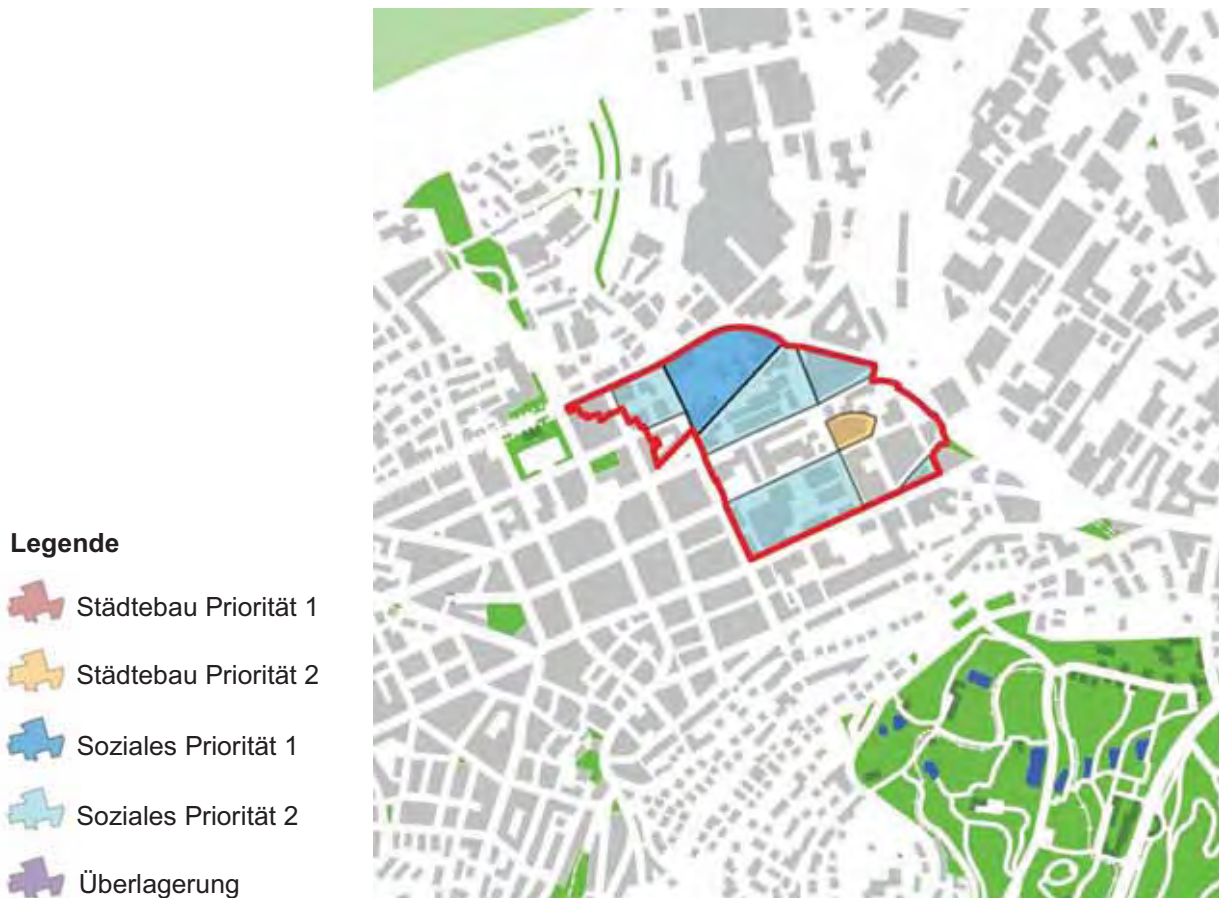 Legende
Städtebau Priorität 1
Städtebau Priorität 2
Soziales Priorität 1
Soziales Priorität 2
Überlagerung